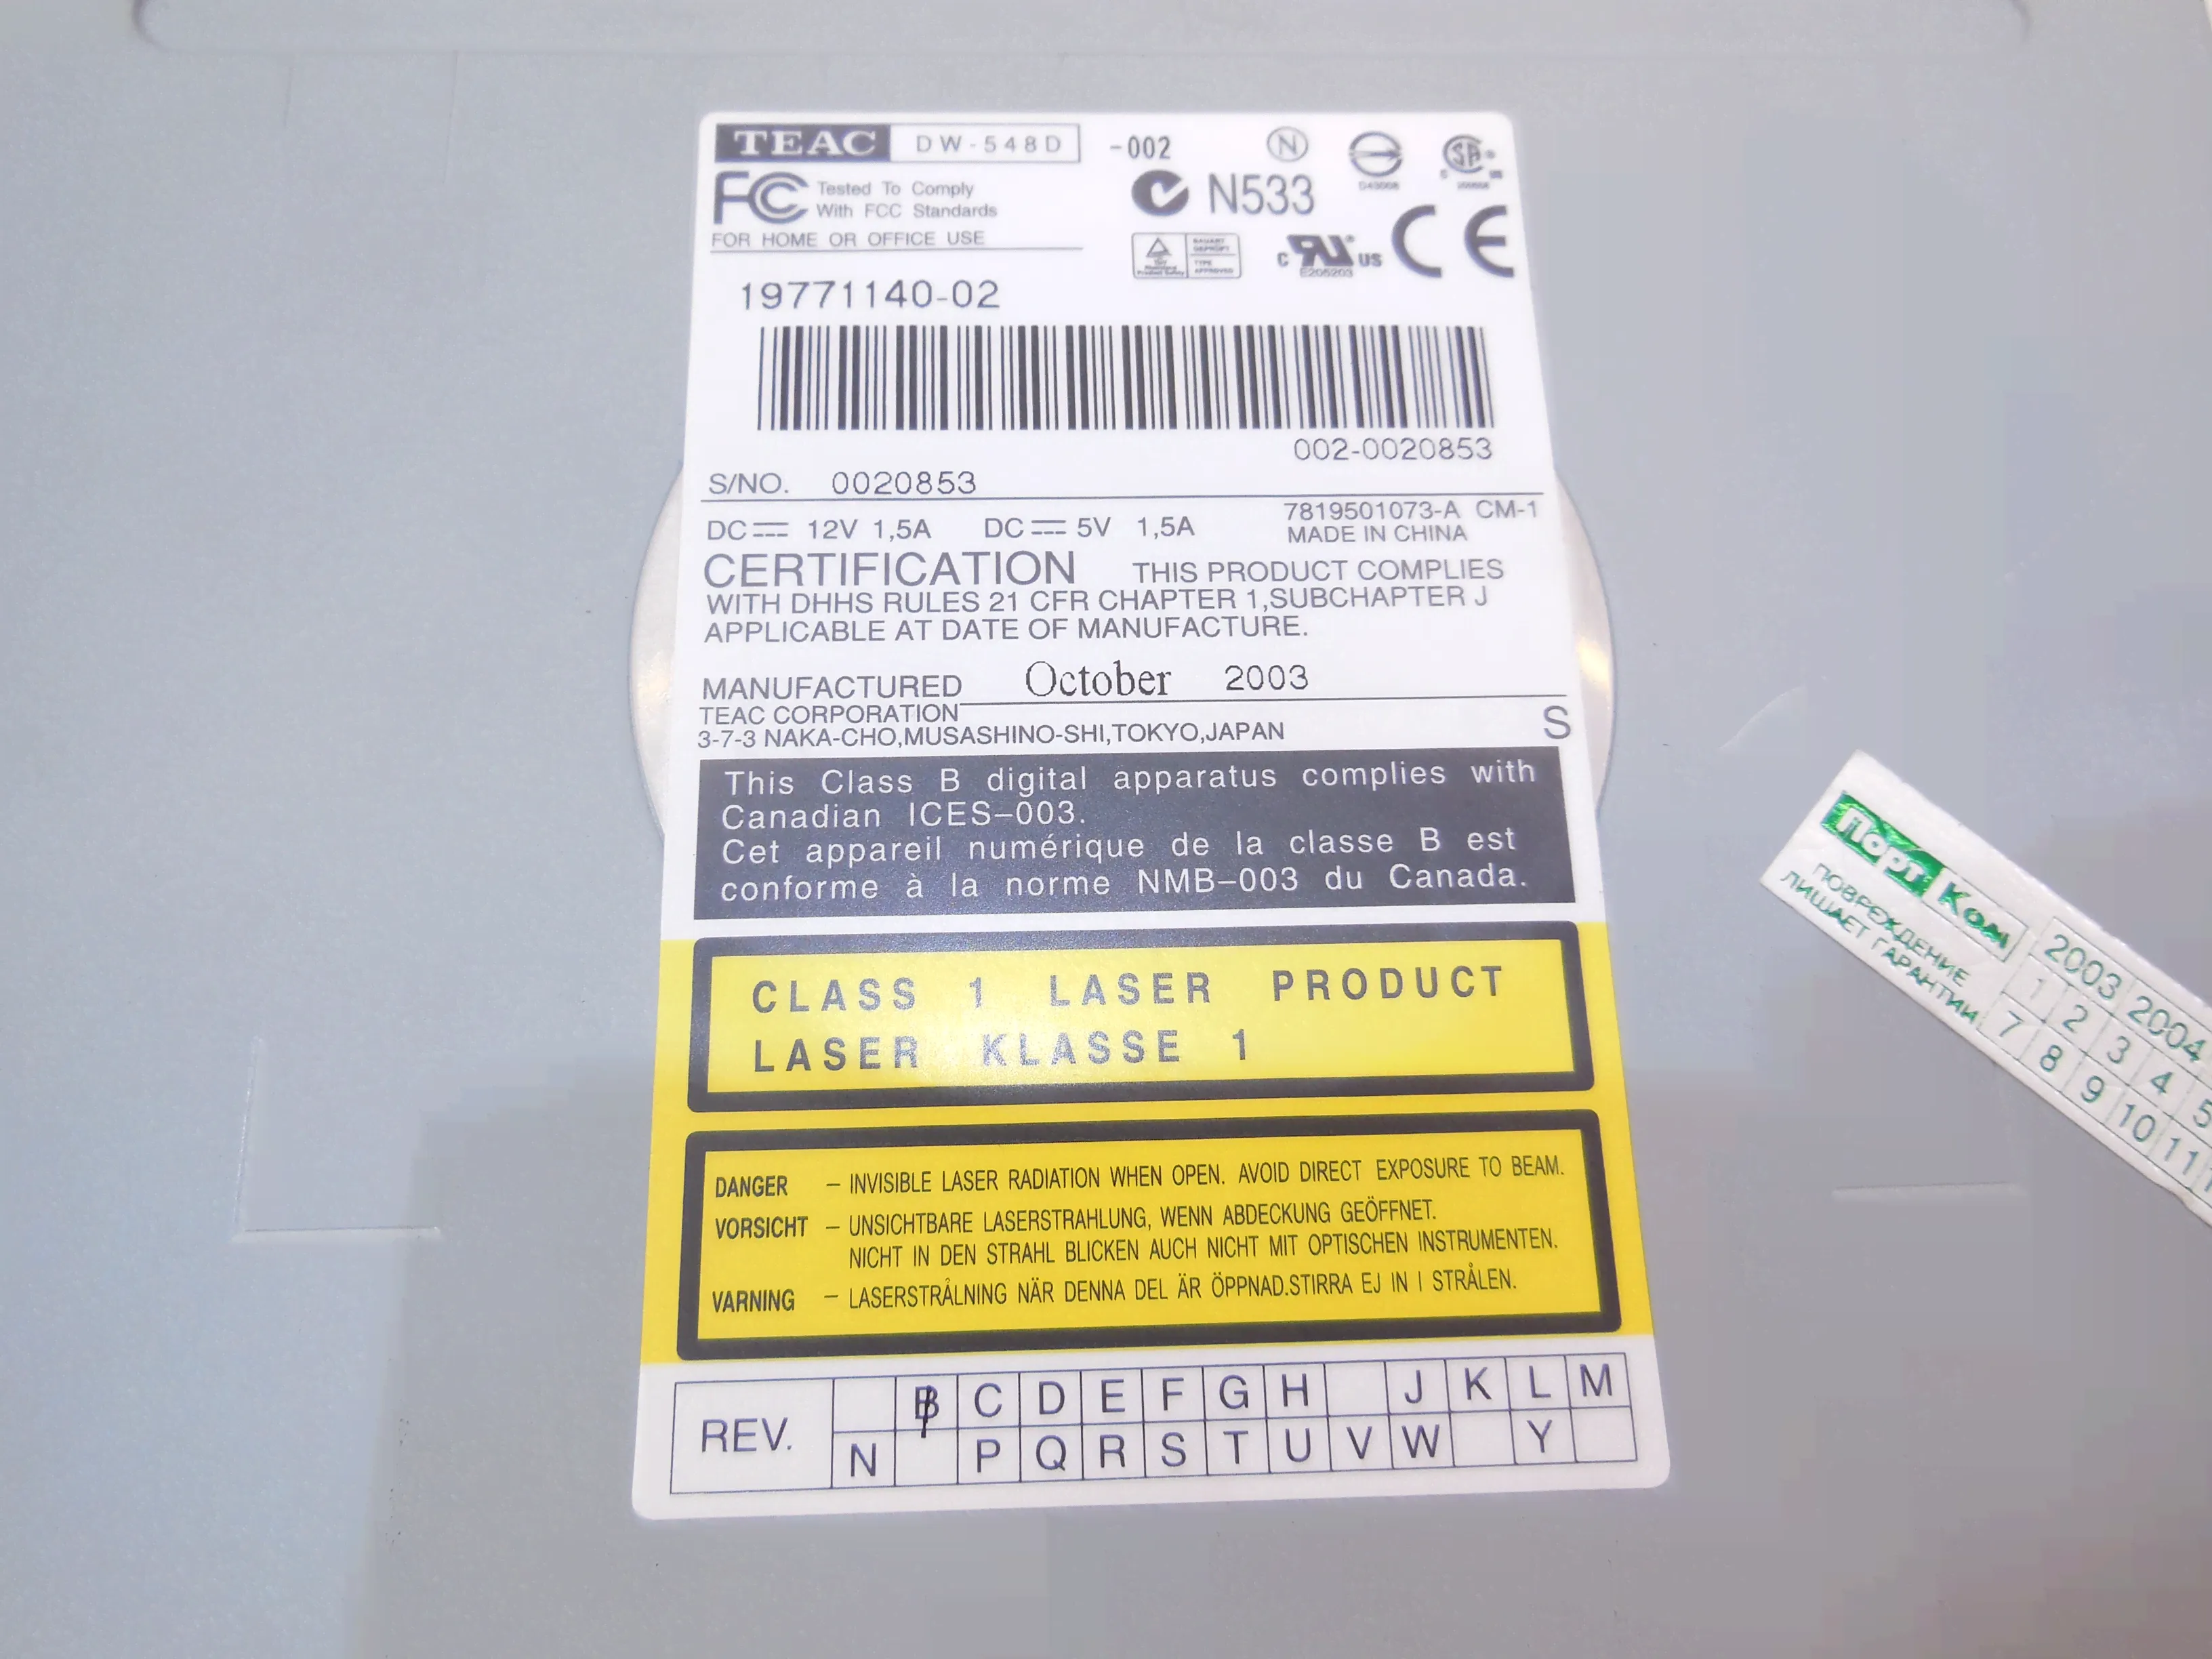 TEAC DW-548D -002 N
FC Tested To Comply
With FCC Standards
FOR HOME OR OFFICE USE
N533
SA
CE
C US
E205203
19771140-02
002-0020853
S/NO. 0020853
DC 12V 1,5A DC 5V 1,5A
7819501073-A CM-1
MADE IN CHINA
CERTIFICATION THIS PRODUCT COMPLIES
WITH DHHS RULES 21 CFR CHAPTER 1,SUBCHAPTER J
APPLICABLE AT DATE OF MANUFACTURE.
MANUFACTURED October 2003
TEAC CORPORATION
3-7-3 NAKA-CHO,MUSASHINO-SHI,TOKYO,JAPAN
S
This Class B digital apparatus complies with
Canadian ICES-003.
Cet appareil numérique de la classe B est
conforme à la norme NMB-003 du Canada.
CLASS 1 LASER PRODUCT
LASER KLASSE 1
DANGER – INVISIBLE LASER RADIATION WHEN OPEN. AVOID DIRECT EXPOSURE TO BEAM.
VORSICHT – UNSICHTBARE LASERSTRAHLUNG, WENN ABDECKUNG GEÖFFNET.
NICHT IN DEN STRAHL BLICKEN AUCH NICHT MIT OPTISCHEN INSTRUMENTEN.
VARNING – LASERSTRÅLNING NÄR DENNA DEL ÄR ÖPPNAD.STIRRA EJ IN I STRÅLEN.
REV. B C D E F G H J K L M
N P Q R S T U V W Y
Порт Ком
ПОВРЕЖДЕНИЕ
ЛИШАЕТ ГАРАНТИИ
2003 2004
1 2 3 4 5
7 8 9 10 11